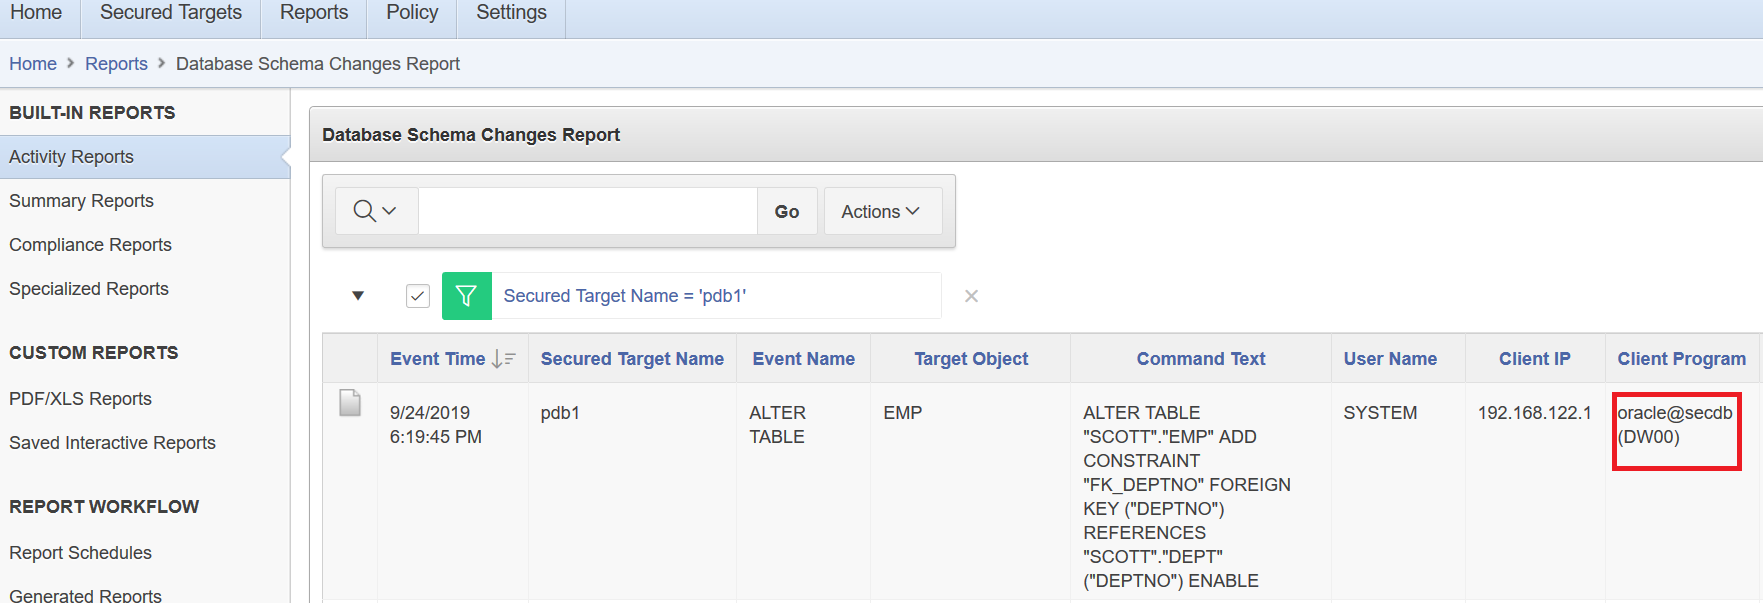 Home Secured Targets Reports Policy Settings
Home > Reports > Database Schema Changes Report
BUILT-IN REPORTS
Activity Reports
Summary Reports
Compliance Reports
Specialized Reports
CUSTOM REPORTS
PDF/XLS Reports
Saved Interactive Reports
REPORT WORKFLOW
Report Schedules
Generated Reports
Database Schema Changes Report
Go Actions
Secured Target Name = 'pdb1'
Event Time Secured Target Name Event Name Target Object Command Text User Name Client IP Client Program
9/24/2019 pdb1 ALTER EMP ALTER TABLE SYSTEM 192.168.122.1 oracle@secdb
6:19:45 PM TABLE "SCOTT"."EMP" ADD (DW00)
CONSTRAINT
"FK_DEPTNO" FOREIGN
KEY ("DEPTNO")
REFERENCES
"SCOTT"."DEPT"
("DEPTNO") ENABLE